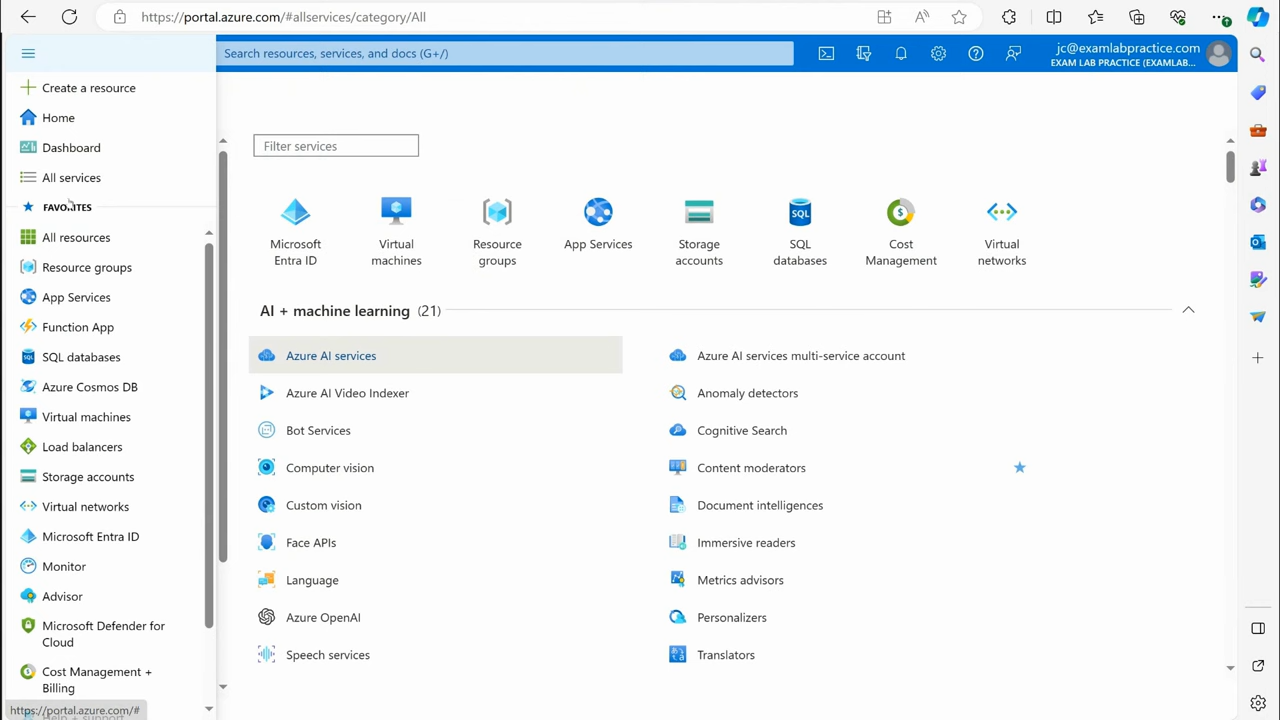 https://portal.azure.com/#allservices/category/All
Search resources, services, and docs (G+/)
jc@examlabpractice.com
EXAM LAB PRACTICE (EXAMLAB...
Create a resource
Home
Dashboard
All services
FAVORITES
All resources
Resource groups
App Services
Function App
SQL databases
Azure Cosmos DB
Virtual machines
Load balancers
Storage accounts
Virtual networks
Microsoft Entra ID
Monitor
Advisor
Microsoft Defender for
Cloud
Cost Management +
Billing
Help + support
https://portal.azure.com/#
Filter services
Microsoft
Entra ID
Virtual
machines
Resource
groups
App Services
Storage
accounts
SQL
SQL
databases
Cost
Management
Virtual
networks
AI + machine learning (21)
Azure AI services
Azure AI services multi-service account
Azure AI Video Indexer
Anomaly detectors
Bot Services
Cognitive Search
Computer vision
Content moderators
Custom vision
Document intelligences
Face APIs
Immersive readers
Language
Metrics advisors
Azure OpenAI
Personalizers
Speech services
Translators